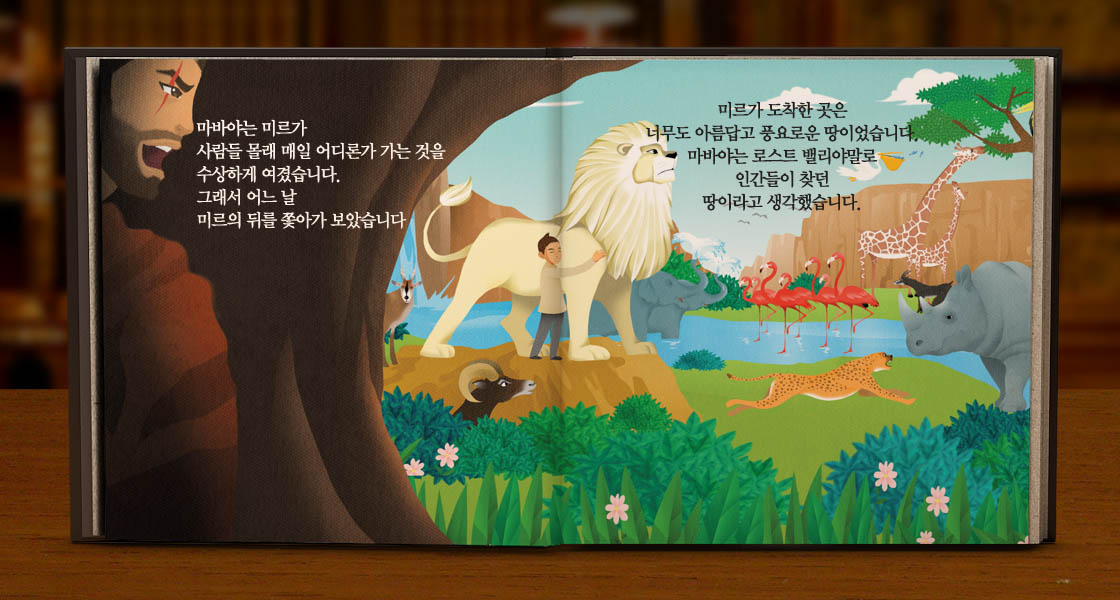 마바야는 미르가
사람들 몰래 매일 어디론가 가는 것을
수상하게 여겼습니다.
그래서 어느 날
미르의 뒤를 쫓아가 보았습니다
미르가 도착한 곳은
너무도 아름답고 풍요로운 땅이었습니다.
마바야는 로스트 밸리야말로
인간들이 찾던
땅이라고 생각했습니다.